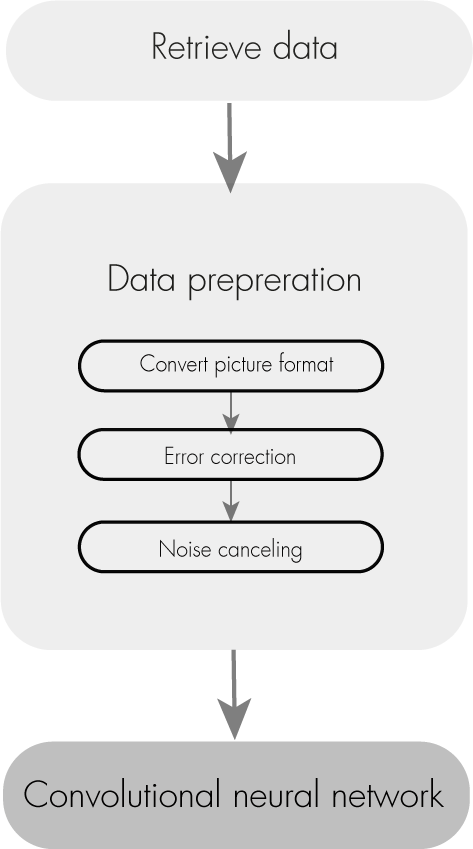 Retrieve data
Data prepreration
Convert picture format
Error correction
Noise canceling
Convolutional neural network